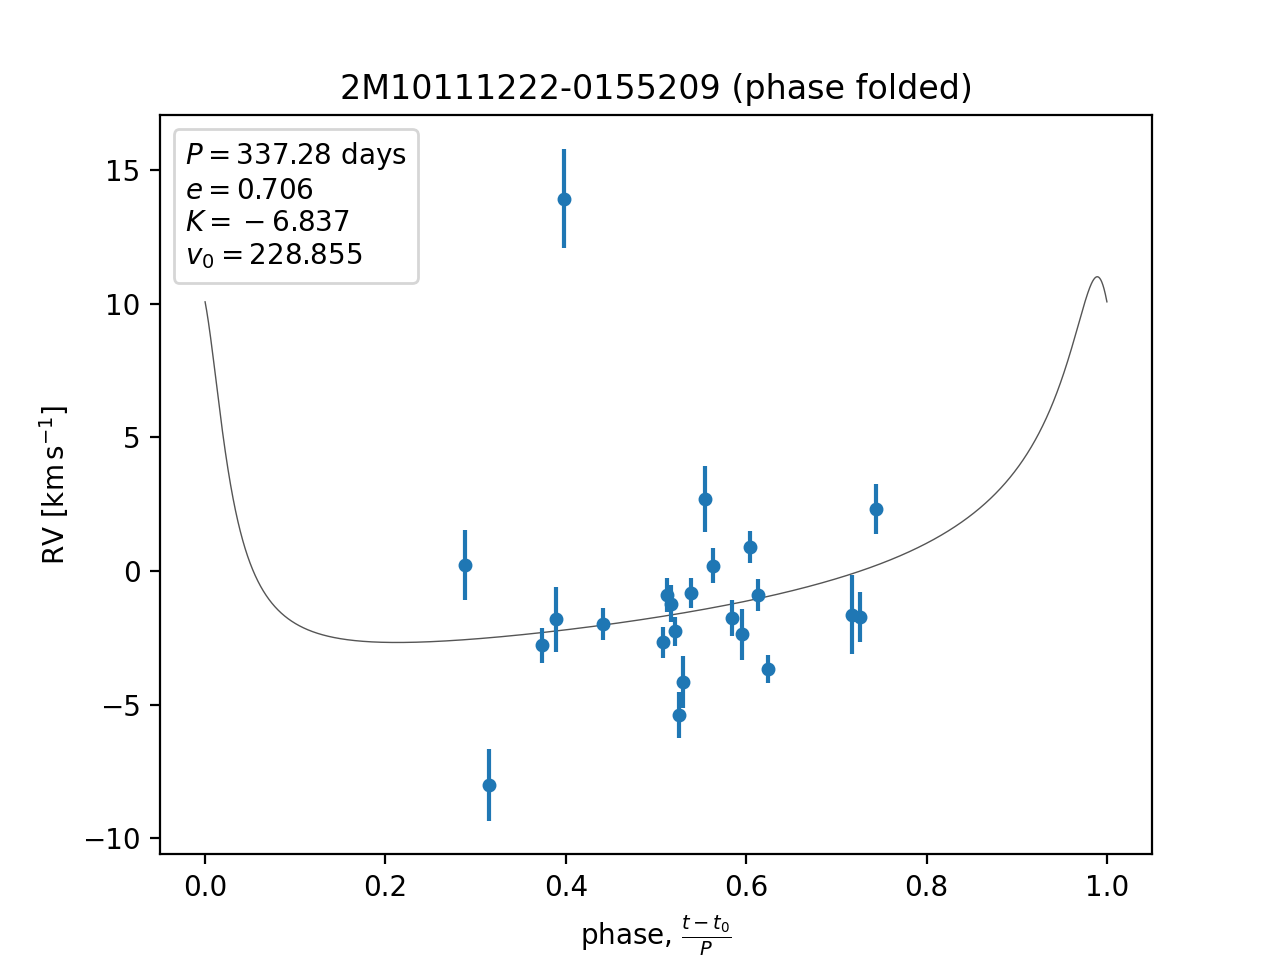 2M10111222-0155209 (phase folded)
P = 337.28 days
e = 0.706
K = −6.837
v₀ = 228.855
15
10
5
0
−5
−10
RV [km s⁻¹]
0.0 0.2 0.4 0.6 0.8 1.0
phase, (t − t₀)/P